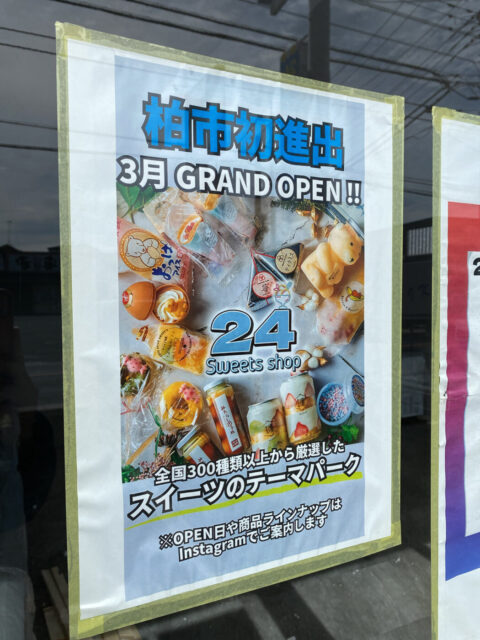 柏市初進出
3月 GRAND OPEN !!
24
Sweets shop
全国300種類以上から厳選した
スイーツのテーマパーク
※OPEN日や商品ラインナップは
Instagramでご案内します
2